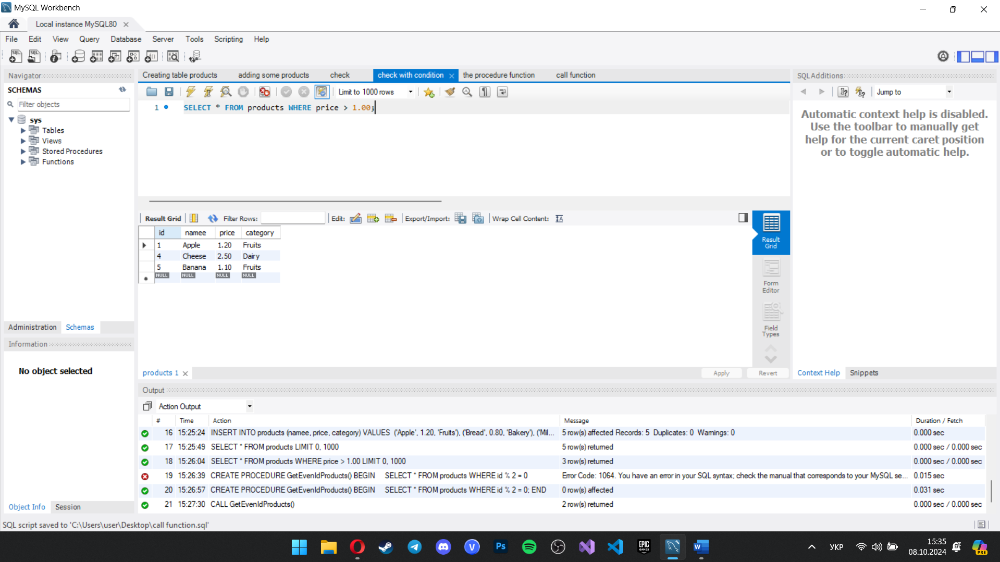 MySQL Workbench
Local instance MySQL80
File Edit View Query Database Server Tools Scripting Help
Navigator
SCHEMAS
Filter objects
sys
Tables
Views
Stored Procedures
Functions
Administration Schemas
Information
No object selected
Object Info Session
Creating table products adding some products check check with condition the procedure function call function
Limit to 1000 rows
1 SELECT * FROM products WHERE price > 1.00;
Result Grid Filter Rows: Edit: Export/Import: Wrap Cell Content:
id namee price category
1 Apple 1.20 Fruits
4 Cheese 2.50 Dairy
5 Banana 1.10 Fruits
NULL NULL NULL NULL
Result
Grid
Form
Editor
Field
Types
products 1
Apply Revert
SQLAdditions
Jump to
Automatic context help is disabled.
Use the toolbar to manually get
help for the current caret position
or to toggle automatic help.
Context Help Snippets
Output
Action Output
# Time Action Message Duration / Fetch
16 15:25:24 INSERT INTO products (namee, price, category) VALUES ('Apple', 1.20, 'Fruits'), ('Bread', 0.80, 'Bakery'), ('Mil... 5 row(s) affected Records: 5 Duplicates: 0 Warnings: 0 0.000 sec
17 15:25:49 SELECT * FROM products LIMIT 0, 1000 5 row(s) returned 0.000 sec / 0.000 sec
18 15:26:04 SELECT * FROM products WHERE price > 1.00 LIMIT 0, 1000 3 row(s) returned 0.000 sec / 0.000 sec
19 15:26:39 CREATE PROCEDURE GetEvenIdProducts() BEGIN SELECT * FROM products WHERE id % 2 = 0 Error Code: 1064. You have an error in your SQL syntax; check the manual that corresponds to your MySQL se... 0.015 sec
20 15:26:57 CREATE PROCEDURE GetEvenIdProducts() BEGIN SELECT * FROM products WHERE id % 2 = 0; END 0 row(s) affected 0.031 sec
21 15:27:30 CALL GetEvenIdProducts() 2 row(s) returned 0.000 sec / 0.000 sec
SQL script saved to 'C:\Users\user\Desktop\call function.sql'
УКР
15:35
08.10.2024
Ps
EPIC
GAMES
PRE